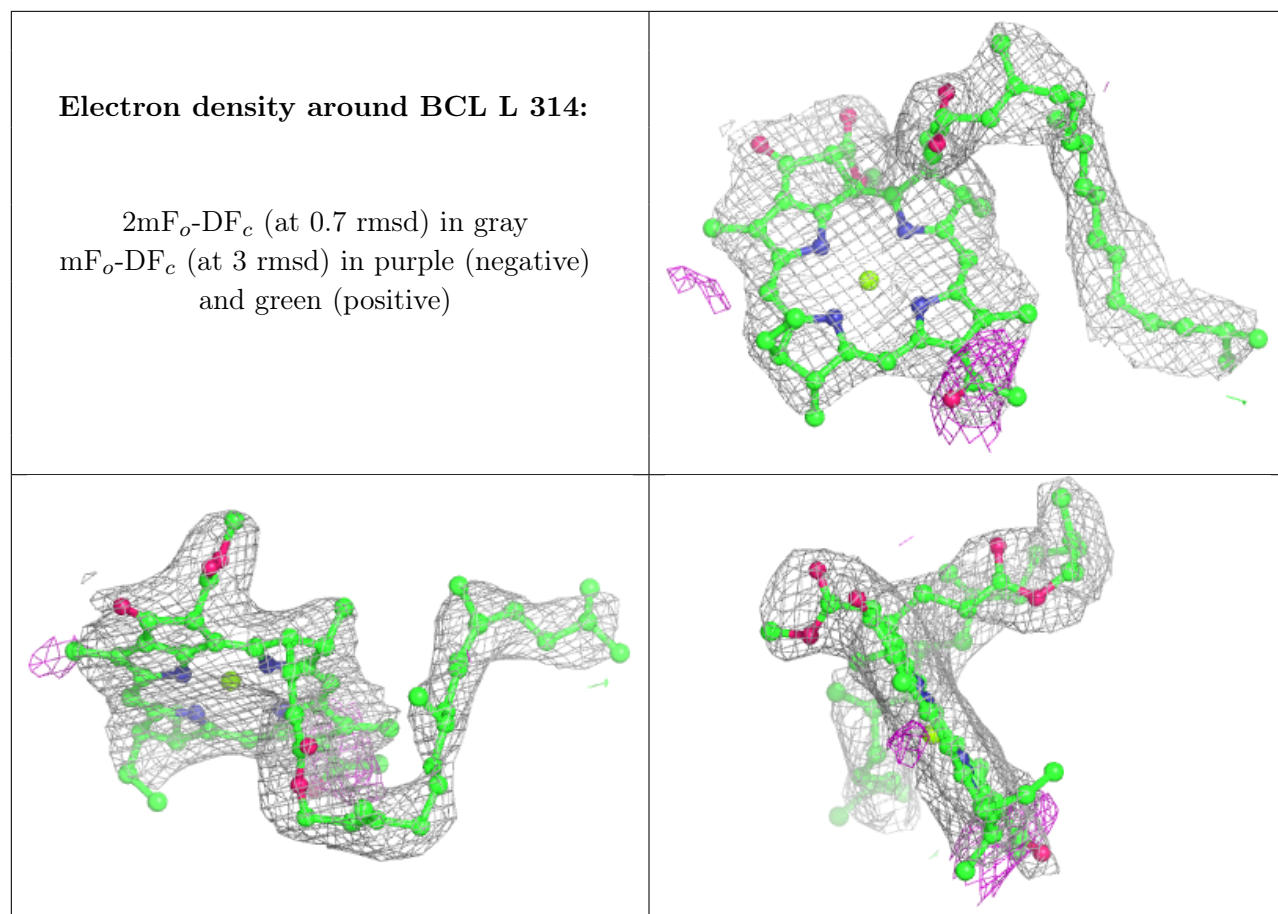 Electron density around BCL L 314:
2mFo-DFc (at 0.7 rmsd) in gray
mFo-DFc (at 3 rmsd) in purple (negative)
and green (positive)